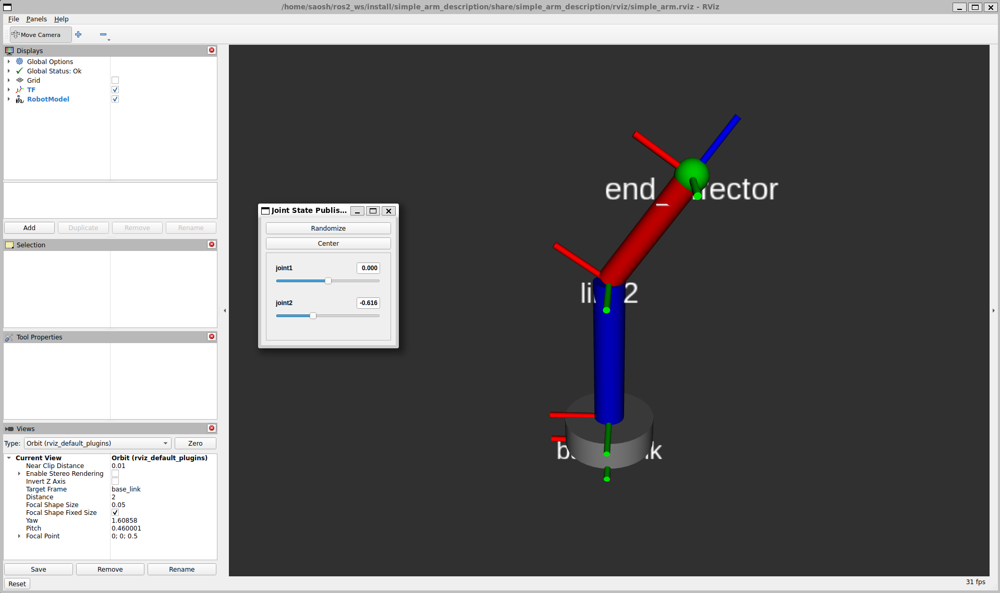 /home/saosh/ros2_ws/install/simple_arm_description/share/simple_arm_description/rviz/simple_arm.rviz - RViz
File Panels Help
Move Camera
Displays
Global Options
Global Status: Ok
Grid
TF
RobotModel
Add Duplicate Remove Rename
Selection
Tool Properties
Views
Type: Orbit (rviz_default_plugins) Zero
Current View Orbit (rviz_default_plugins)
Near Clip Distance 0.01
Enable Stereo Rendering
Invert Z Axis
Target Frame base_link
Distance 2
Focal Shape Size 0.05
Focal Shape Fixed Size
Yaw 1.60858
Pitch 0.460001
Focal Point 0; 0; 0.5
Save Remove Rename
Reset
Joint State Publis...
Randomize
Center
joint1 0.000
joint2 -0.616
31 fps